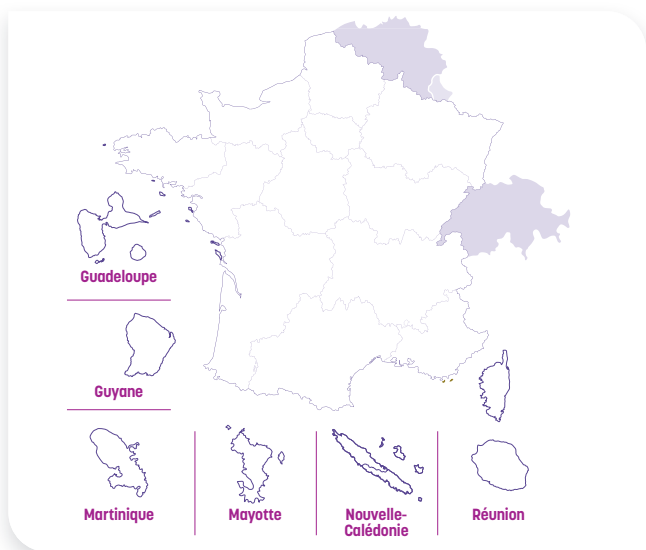 Guadeloupe
Guyane
Martinique
Mayotte
Nouvelle-
Calédonie
Réunion